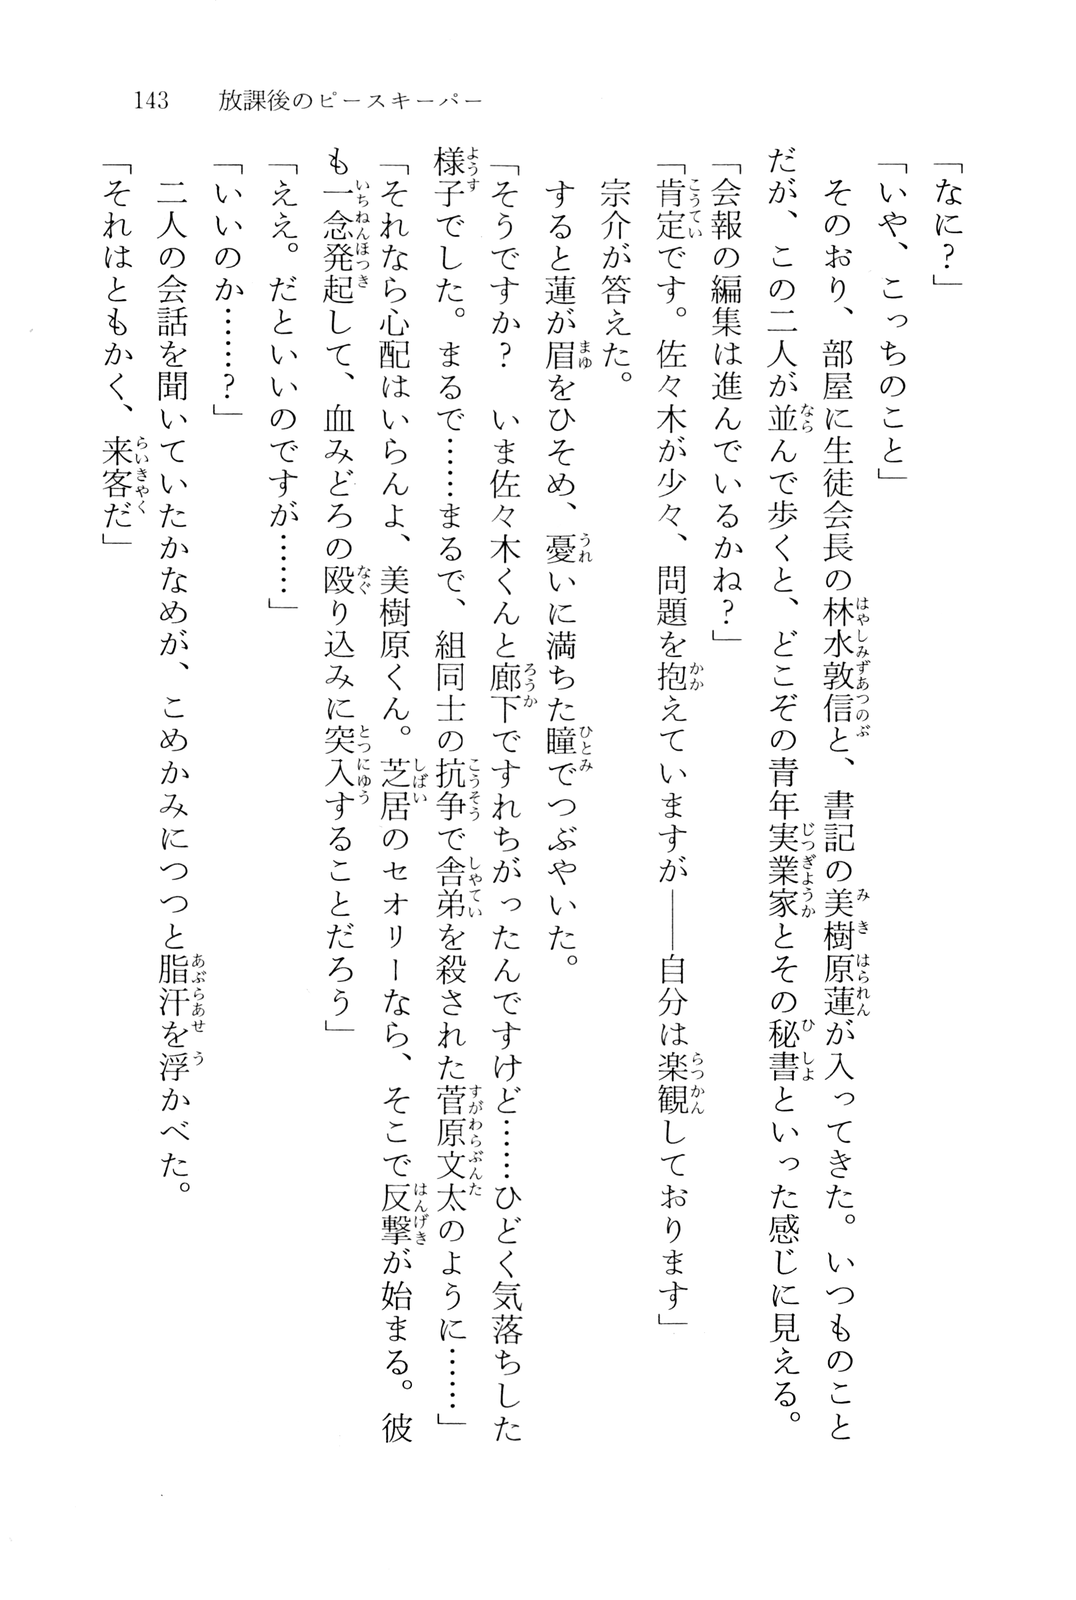 143　放課後のピースキーパー
「なに？」
「いや、こっちのこと」
　そのおり、部屋に生徒会長の林水敦信と、書記の美樹原蓮が入ってきた。いつものこと
だが、この二人が並んで歩くと、どこぞの青年実業家とその秘書といった感じに見える。
「会報の編集は進んでいるかね？」
「肯定です。佐々木が少々、問題を抱えていますが――自分は楽観しております」
　宗介が答えた。
　すると蓮が眉をひそめ、憂いに満ちた瞳でつぶやいた。
「そうですか？　いま佐々木くんと廊下ですれちがったんですけど……ひどく気落ちした
様子でした。まるで……まるで、組同士の抗争で舎弟を殺された菅原文太のように……」
「それなら心配はいらんよ、美樹原くん。芝居のセオリーなら、そこで反撃が始まる。彼
も一念発起して、血みどろの殴り込みに突入することだろう」
「ええ。だといいのですが……」
「いいのか……？」
　二人の会話を聞いていたかなめが、こめかみにつつと脂汗を浮かべた。
「それはともかく、来客だ」